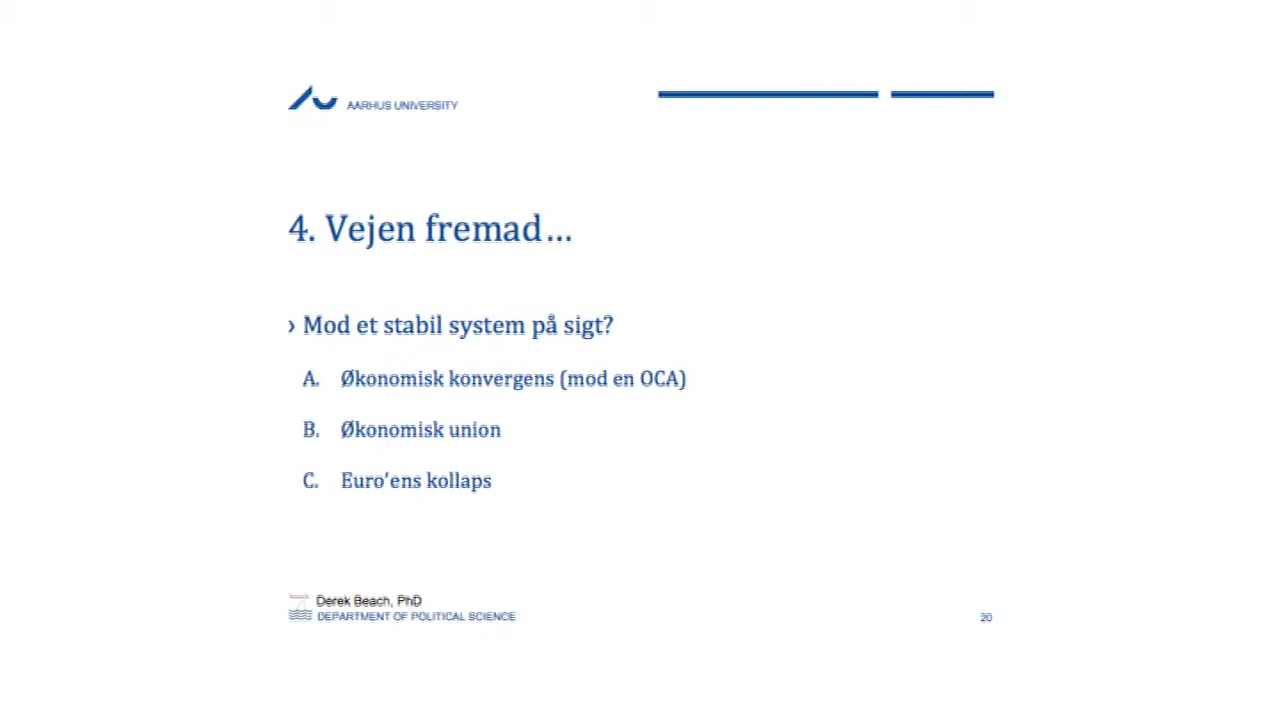 AARHUS UNIVERSITY
4. Vejen fremad…
› Mod et stabil system på sigt?
A. Økonomisk konvergens (mod en OCA)
B. Økonomisk union
C. Euro’ens kollaps
Derek Beach, PhD
DEPARTMENT OF POLITICAL SCIENCE
20